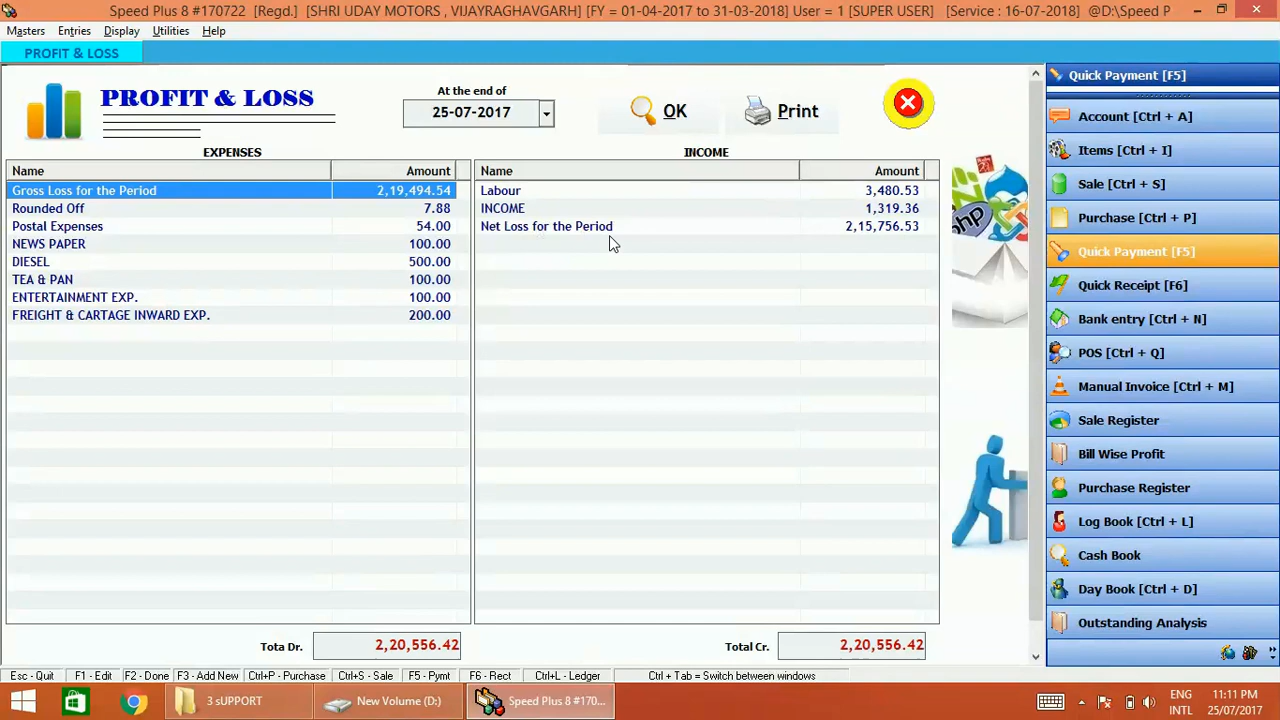 Speed Plus 8 #170722 [Regd.] [SHRI UDAY MOTORS , VIJAYRAGHAVGARH] [FY = 01-04-2017 to 31-03-2018] User = 1 [SUPER USER] [Service : 16-07-2018] @D:\Speed P
Masters Entries Display Utilities Help
PROFIT & LOSS
Quick Payment [F5]
PROFIT & LOSS
At the end of
25-07-2017
OK
Print
EXPENSES
Name Amount
Gross Loss for the Period 2,19,494.54
Rounded Off 7.88
Postal Expenses 54.00
NEWS PAPER 100.00
DIESEL 500.00
TEA & PAN 100.00
ENTERTAINMENT EXP. 100.00
FREIGHT & CARTAGE INWARD EXP. 200.00
Tota Dr. 2,20,556.42
INCOME
Name Amount
Labour 3,480.53
INCOME 1,319.36
Net Loss for the Period 2,15,756.53
Total Cr. 2,20,556.42
php
Account [Ctrl + A]
Items [Ctrl + I]
Sale [Ctrl + S]
Purchase [Ctrl + P]
Quick Payment [F5]
Quick Receipt [F6]
Bank entry [Ctrl + N]
POS [Ctrl + Q]
Manual Invoice [Ctrl + M]
Sale Register
Bill Wise Profit
Purchase Register
Log Book [Ctrl + L]
Cash Book
Day Book [Ctrl + D]
Outstanding Analysis
Esc - Quit F1 - Edit F2 - Done F3 - Add New Ctrl+P - Purchase Ctrl+S - Sale F5 - Pymt F6 - Rect Ctrl+L - Ledger Ctrl + Tab = Switch between windows
3 sUPPORT
New Volume (D:)
Speed Plus 8 #170...
ENG
INTL
11:11 PM
25/07/2017